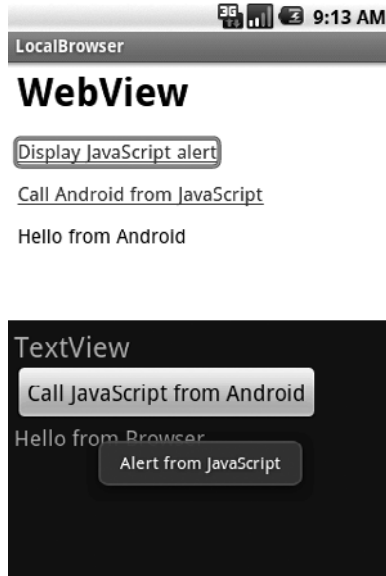 3G 9:13 AM
LocalBrowser
WebView
Display JavaScript alert
Call Android from JavaScript
Hello from Android
TextView
Call JavaScript from Android
Hello from Browser
Alert from JavaScript